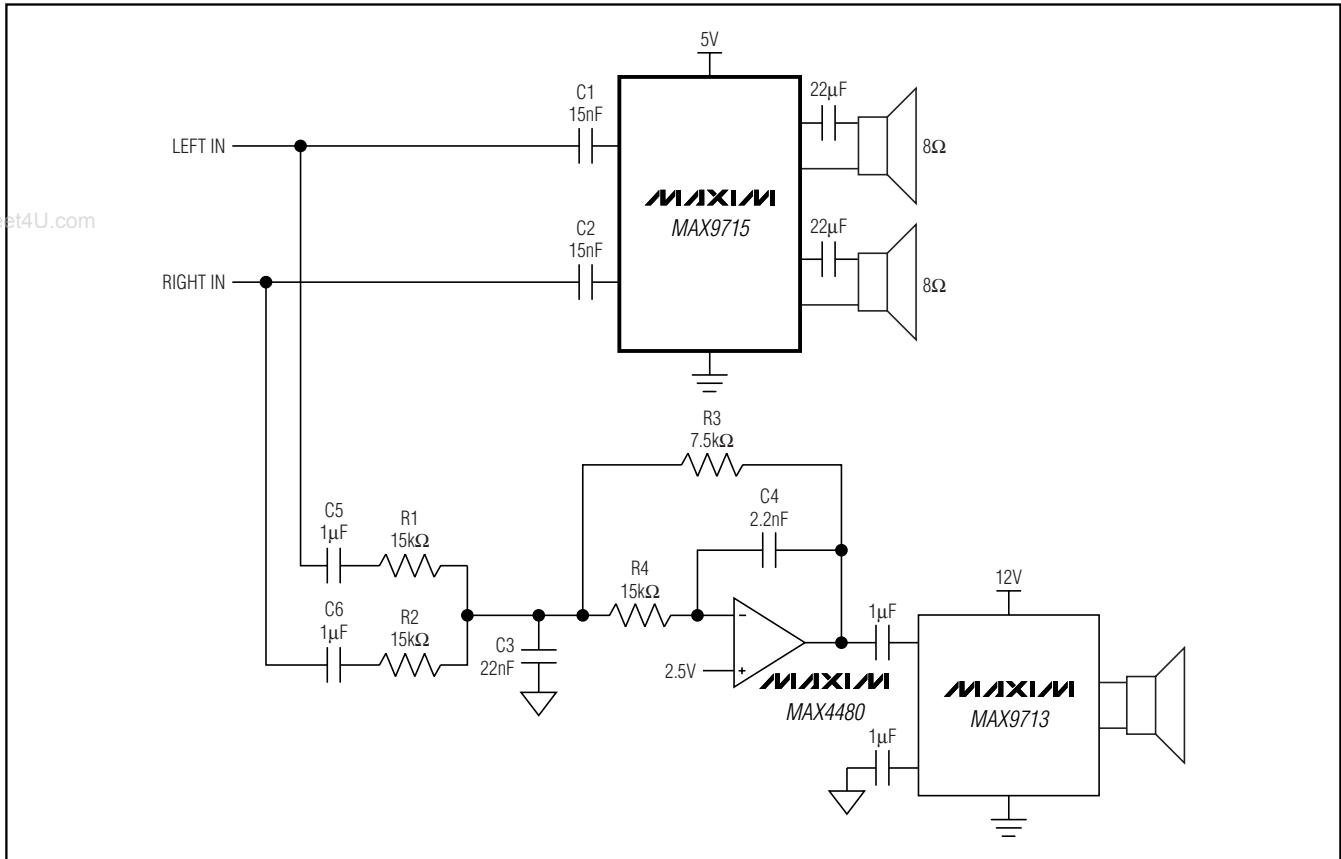 5V
C1
15nF
22µF
LEFT IN
8Ω
MAXIM
MAX9715
et4U.com
C2
15nF
22µF
RIGHT IN
8Ω
R3
7.5kΩ
C4
2.2nF
C5
1µF
R1
15kΩ
R4
15kΩ
12V
C6
1µF
R2
15kΩ
1µF
C3
22nF
−
2.5V
+
MAXIM
MAX4480
MAXIM
MAX9713
1µF